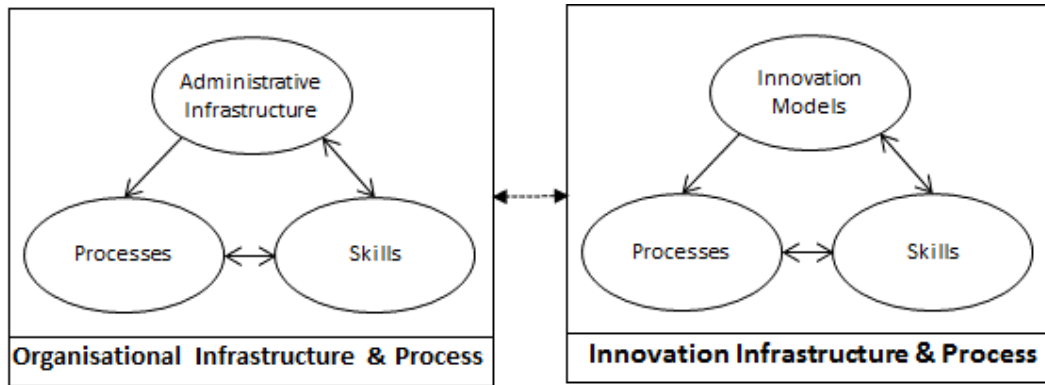 Administrative
Infrastructure
Processes
Skills
Organisational Infrastructure & Process
Innovation
Models
Processes
Skills
Innovation Infrastructure & Process